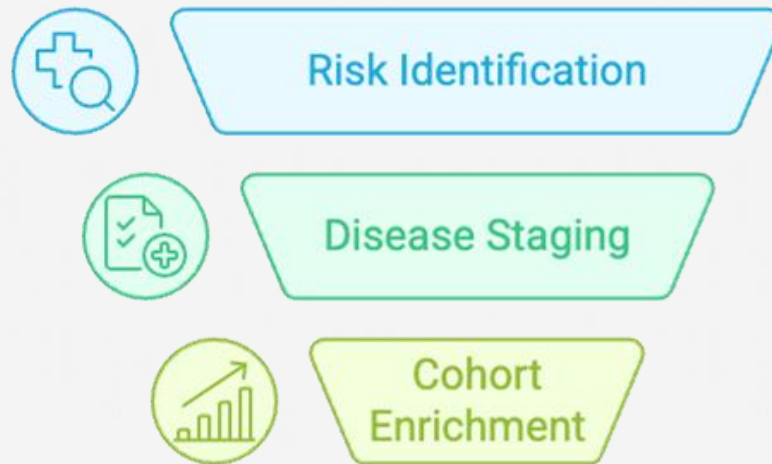 Risk Identification
Disease Staging
Cohort
Enrichment